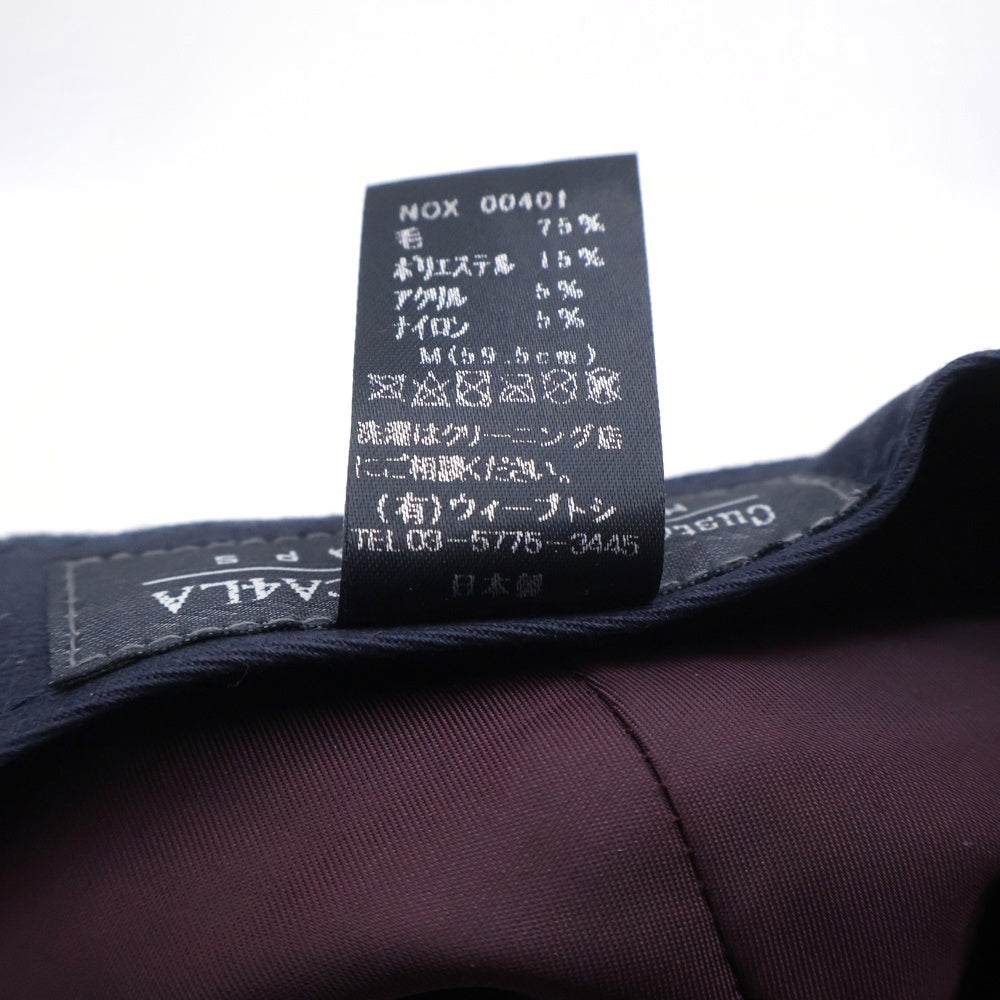 NOX 00401
毛 75%
ポリエステル 15%
アクリル 5%
ナイロン 5%
M(59.5cm)
洗濯はクリーニング店
にご相談ください。
(有)ウィーブトシ
TEL03-5775-3445
日本製
CA4LA